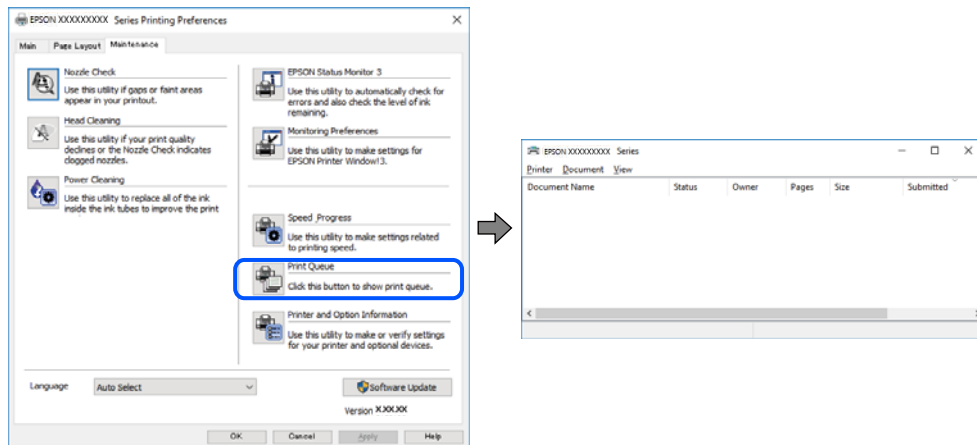 EPSON XXXXXXXXX Series Printing Preferences
Main Page Layout Maintenance
Nozzle Check
Use this utility if gaps or faint areas
appear in your printout.
Head Cleaning
Use this utility if your print quality
declines or the Nozzle Check indicates
clogged nozzles.
Power Cleaning
Use this utility to replace all of the ink
inside the ink tubes to improve the print
EPSON Status Monitor 3
Use this utility to automatically check for
errors and also check the level of ink
remaining.
Monitoring Preferences
Use this utility to make settings for
EPSON Printer Window!3.
Speed_Progress
Use this utility to make settings related
to printing speed.
Print Queue
Click this button to show print queue.
Printer and Option Information
Use this utility to make or verify settings
for your printer and optional devices.
Language Auto Select Software Update
Version X.XX.XX
OK Cancel Apply Help
EPSON XXXXXXXXX Series
Printer Document View
Document Name Status Owner Pages Size Submitted